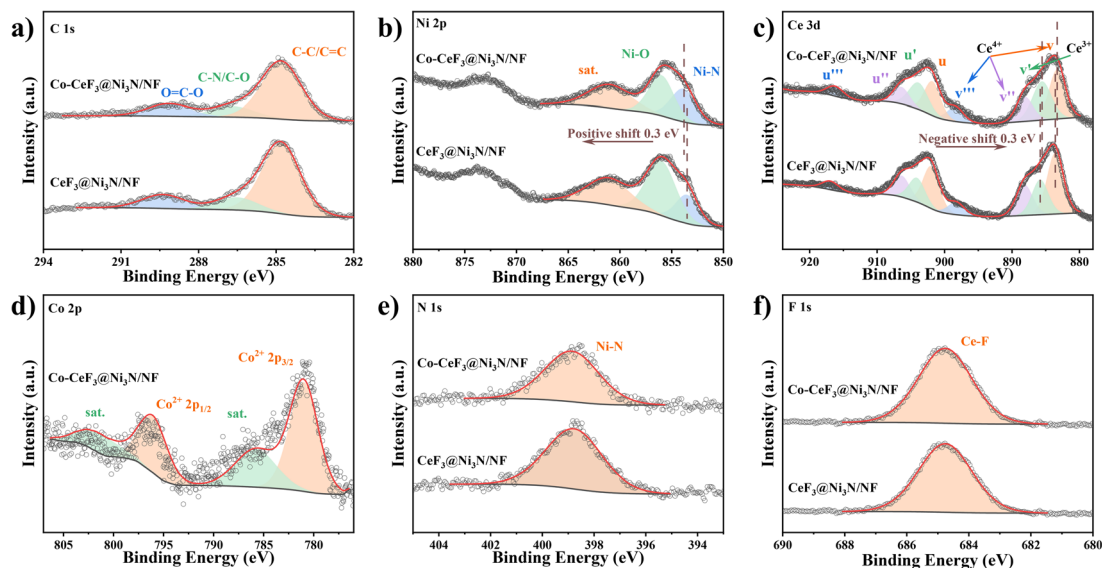 a)
C 1s
C-C/C=C
C-N/C-O
Co-CeF₃@Ni₃N/NF
O=C-O
CeF₃@Ni₃N/NF
Intensity (a.u.)
294 292 290 288 286 284 282
Binding Energy (eV)
b)
Ni 2p
Co-CeF₃@Ni₃N/NF
Ni-O
sat.
Ni-N
Positive shift 0.3 eV
CeF₃@Ni₃N/NF
Intensity (a.u.)
880 875 870 865 860 855 850
Binding Energy (eV)
c)
Ce 3d
Co-CeF₃@Ni₃N/NF
Ce⁴⁺
v
Ce³⁺
u'
u
u''
u'''
v'
v'''
v''
Negative shift 0.3 eV
CeF₃@Ni₃N/NF
Intensity (a.u.)
920 910 900 890 880
Binding Energy (eV)
d)
Co 2p
Co²⁺ 2p₃/₂
Co-CeF₃@Ni₃N/NF
sat.
Co²⁺ 2p₁/₂
sat.
Intensity (a.u.)
805 800 795 790 785 780
Binding Energy (eV)
e)
N 1s
Ni-N
Co-CeF₃@Ni₃N/NF
CeF₃@Ni₃N/NF
Intensity (a.u.)
404 402 400 398 396 394
Binding Energy (eV)
f)
F 1s
Ce-F
Co-CeF₃@Ni₃N/NF
CeF₃@Ni₃N/NF
Intensity (a.u.)
690 688 686 684 682 680
Binding Energy (eV)